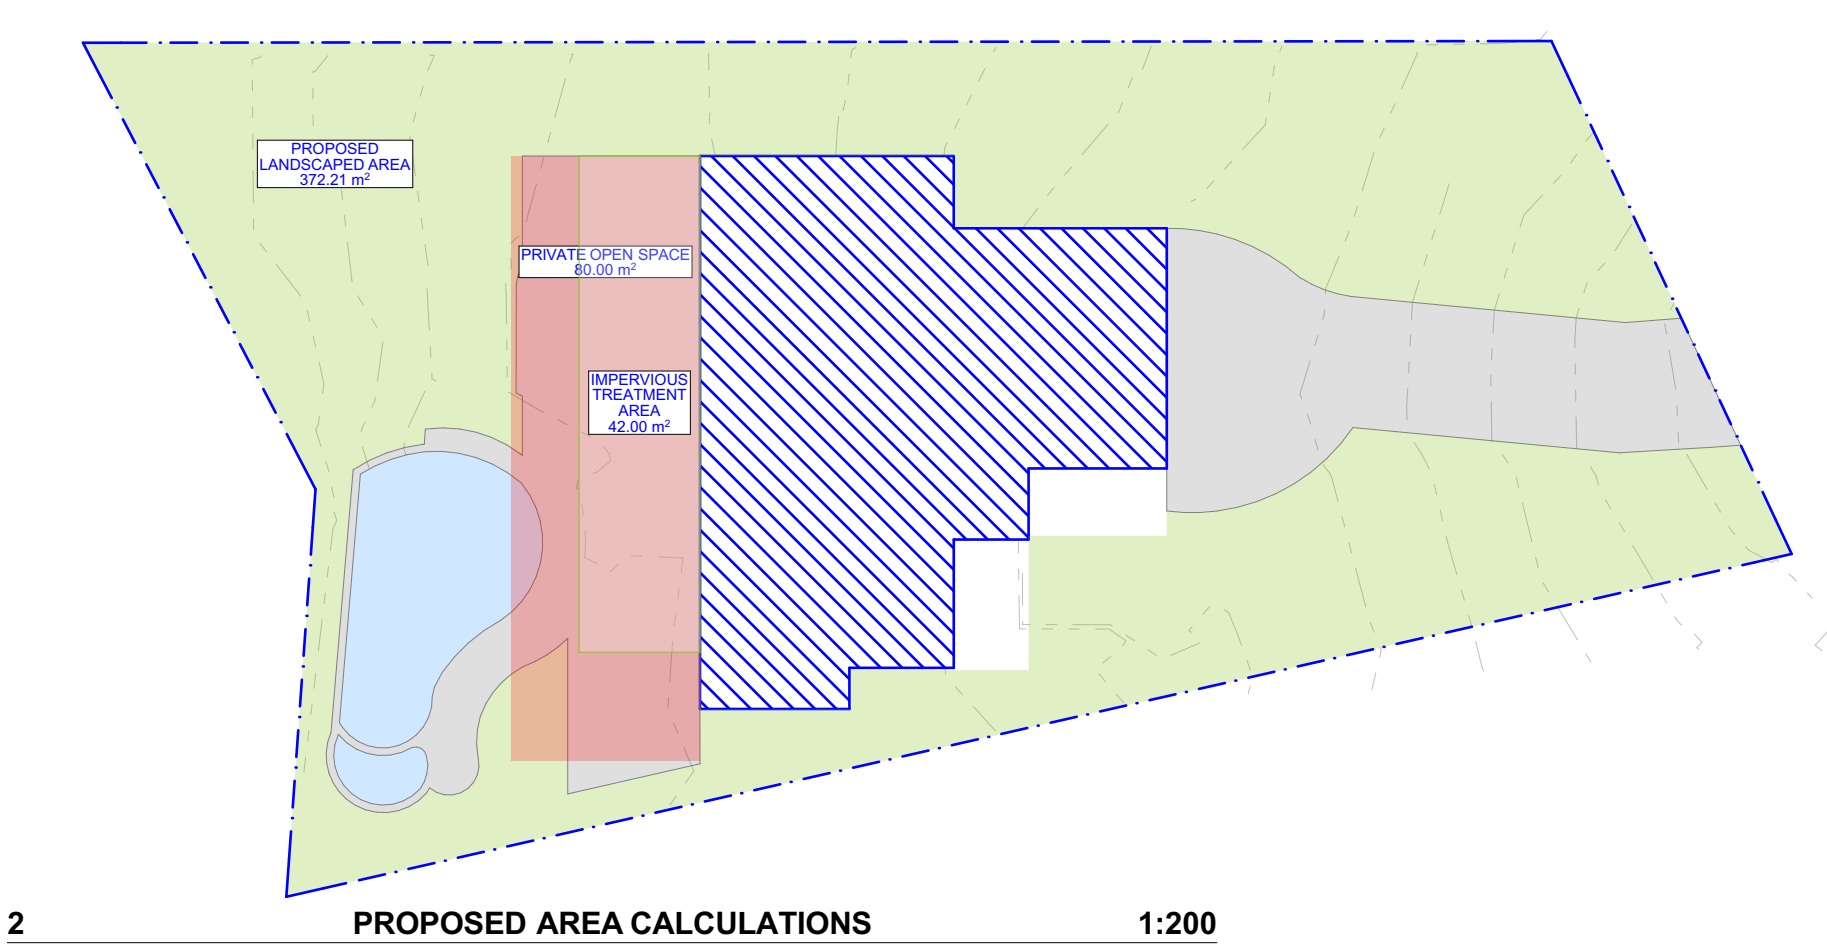 PROPOSED
LANDSCAPED AREA
372.21 m²
PRIVATE OPEN SPACE
80.00 m²
IMPERVIOUS
TREATMENT
AREA
42.00 m²
2 PROPOSED AREA CALCULATIONS 1:200